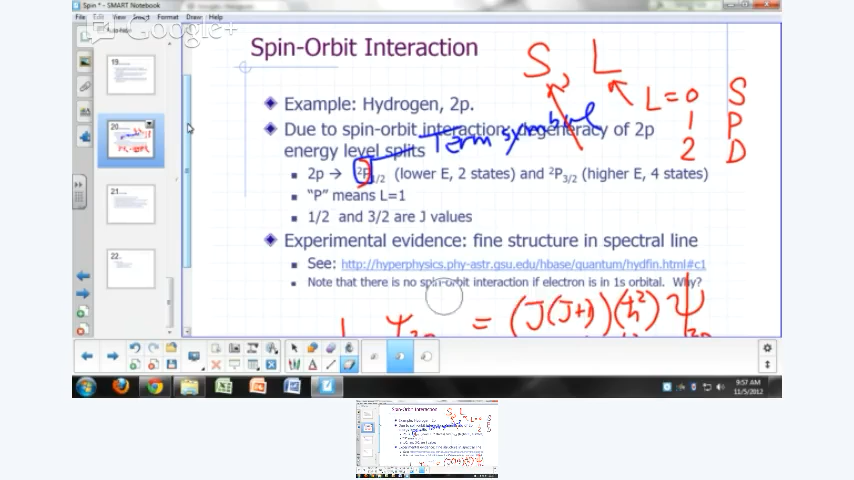 Spin * - SMART Notebook
File Edit View Insert Format Draw Help
Google+
19.
20.
21.
22.
Spin-Orbit Interaction
S, L
L=0 S
1 P
2 D
Example: Hydrogen, 2p.
Due to spin-orbit interaction, degeneracy of 2p
energy level splits
Term symbol
2p → ²P1/2 (lower E, 2 states) and ²P3/2 (higher E, 4 states)
"P" means L=1
1/2 and 3/2 are J values
Experimental evidence: fine structure in spectral line
See: http://hyperphysics.phy-astr.gsu.edu/hbase/quantum/hydfin.html#c1
Note that there is no spin-orbit interaction if electron is in 1s orbital. Why?
= (J(J+1))(ħ²) Ψ
9:57 AM
11/5/2012